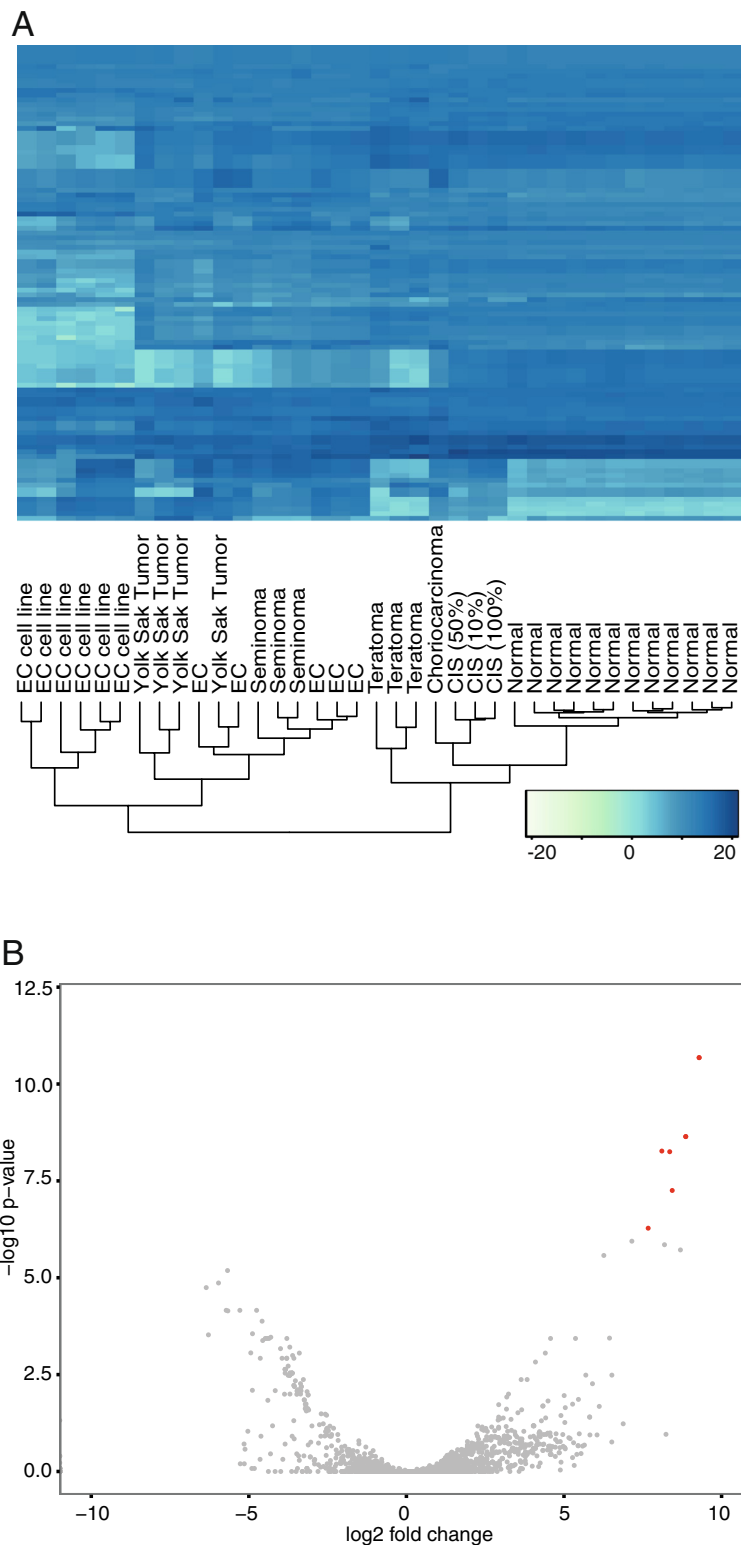 A
EC cell line
EC cell line
EC cell line
EC cell line
EC cell line
EC cell line
Yolk Sak Tumor
Yolk Sak Tumor
Yolk Sak Tumor
EC
Yolk Sak Tumor
EC
Seminoma
Seminoma
Seminoma
EC
EC
EC
Teratoma
Teratoma
Teratoma
Choriocarcinoma
CIS (50%)
CIS (10%)
CIS (100%)
Normal
Normal
Normal
Normal
Normal
Normal
Normal
Normal
Normal
Normal
Normal
Normal
-20 0 20
B
12.5
10.0
7.5
5.0
2.5
0.0
−log10 p−value
−10 −5 0 5 10
log2 fold change